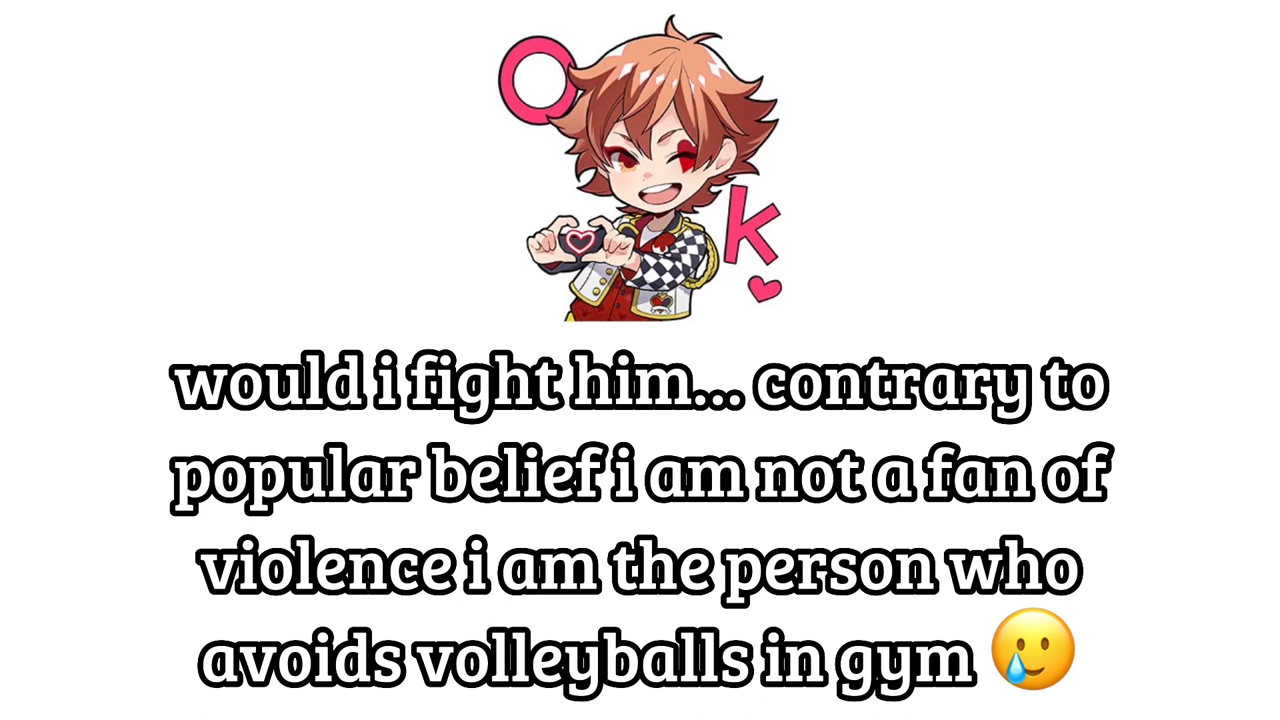 O
k
would i fight him... contrary to
popular belief i am not a fan of
violence i am the person who
avoids volleyballs in gym 🥲